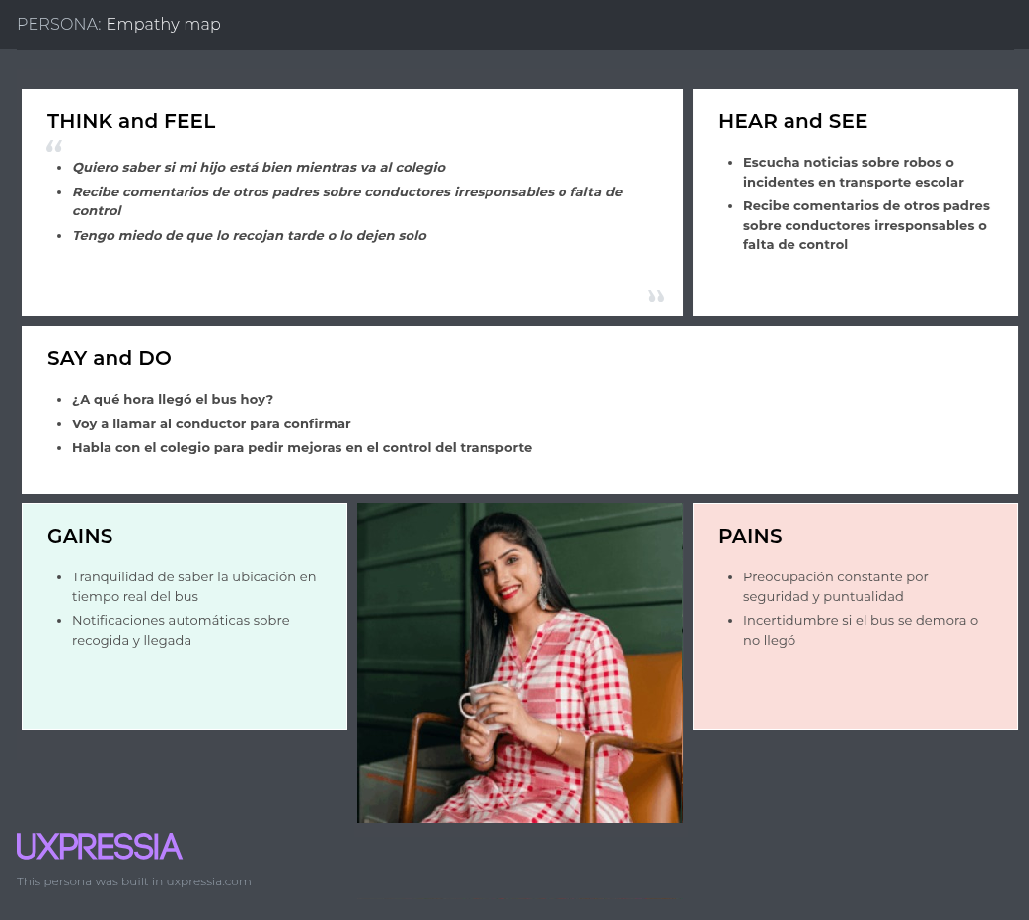 PERSONA: Empathy map
THINK and FEEL
“
• Quiero saber si mi hijo está bien mientras va al colegio
• Recibe comentarios de otros padres sobre conductores irresponsables o falta de
control
• Tengo miedo de que lo recojan tarde o lo dejen solo
”
HEAR and SEE
• Escucha noticias sobre robos o
incidentes en transporte escolar
• Recibe comentarios de otros padres
sobre conductores irresponsables o
falta de control
SAY and DO
• ¿A qué hora llegó el bus hoy?
• Voy a llamar al conductor para confirmar
• Habla con el colegio para pedir mejoras en el control del transporte
GAINS
• Tranquilidad de saber la ubicación en
tiempo real del bus
• Notificaciones automáticas sobre
recogida y llegada
PAINS
• Preocupación constante por
seguridad y puntualidad
• Incertidumbre si el bus se demora o
no llegó
UXPRESSIA
This persona was built in uxpressia.com